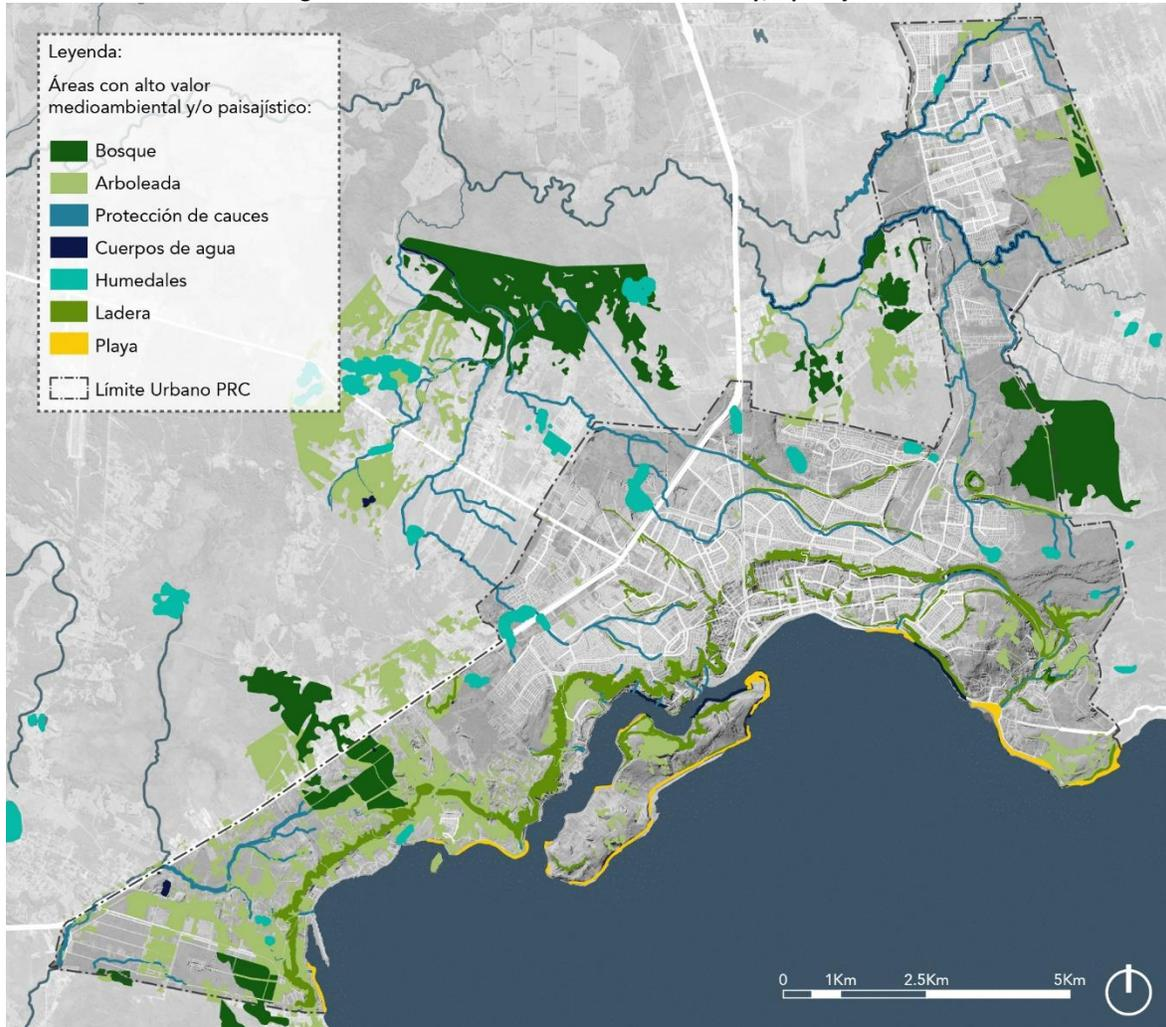 Leyenda:
Áreas con alto valor
medioambiental y/o paisajístico:
Bosque
Arboleada
Protección de cauces
Cuerpos de agua
Humedales
Ladera
Playa
Límite Urbano PRC
0 1Km 2.5Km 5Km